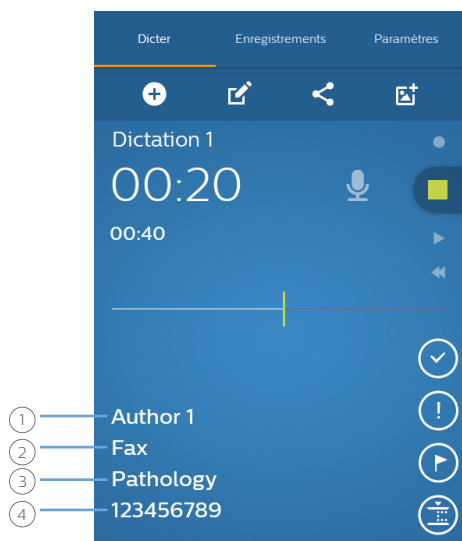 Dicter Enregistrements Paramètres
Dictation 1
00:20
00:40
1 Author 1
2 Fax
3 Pathology
4 123456789